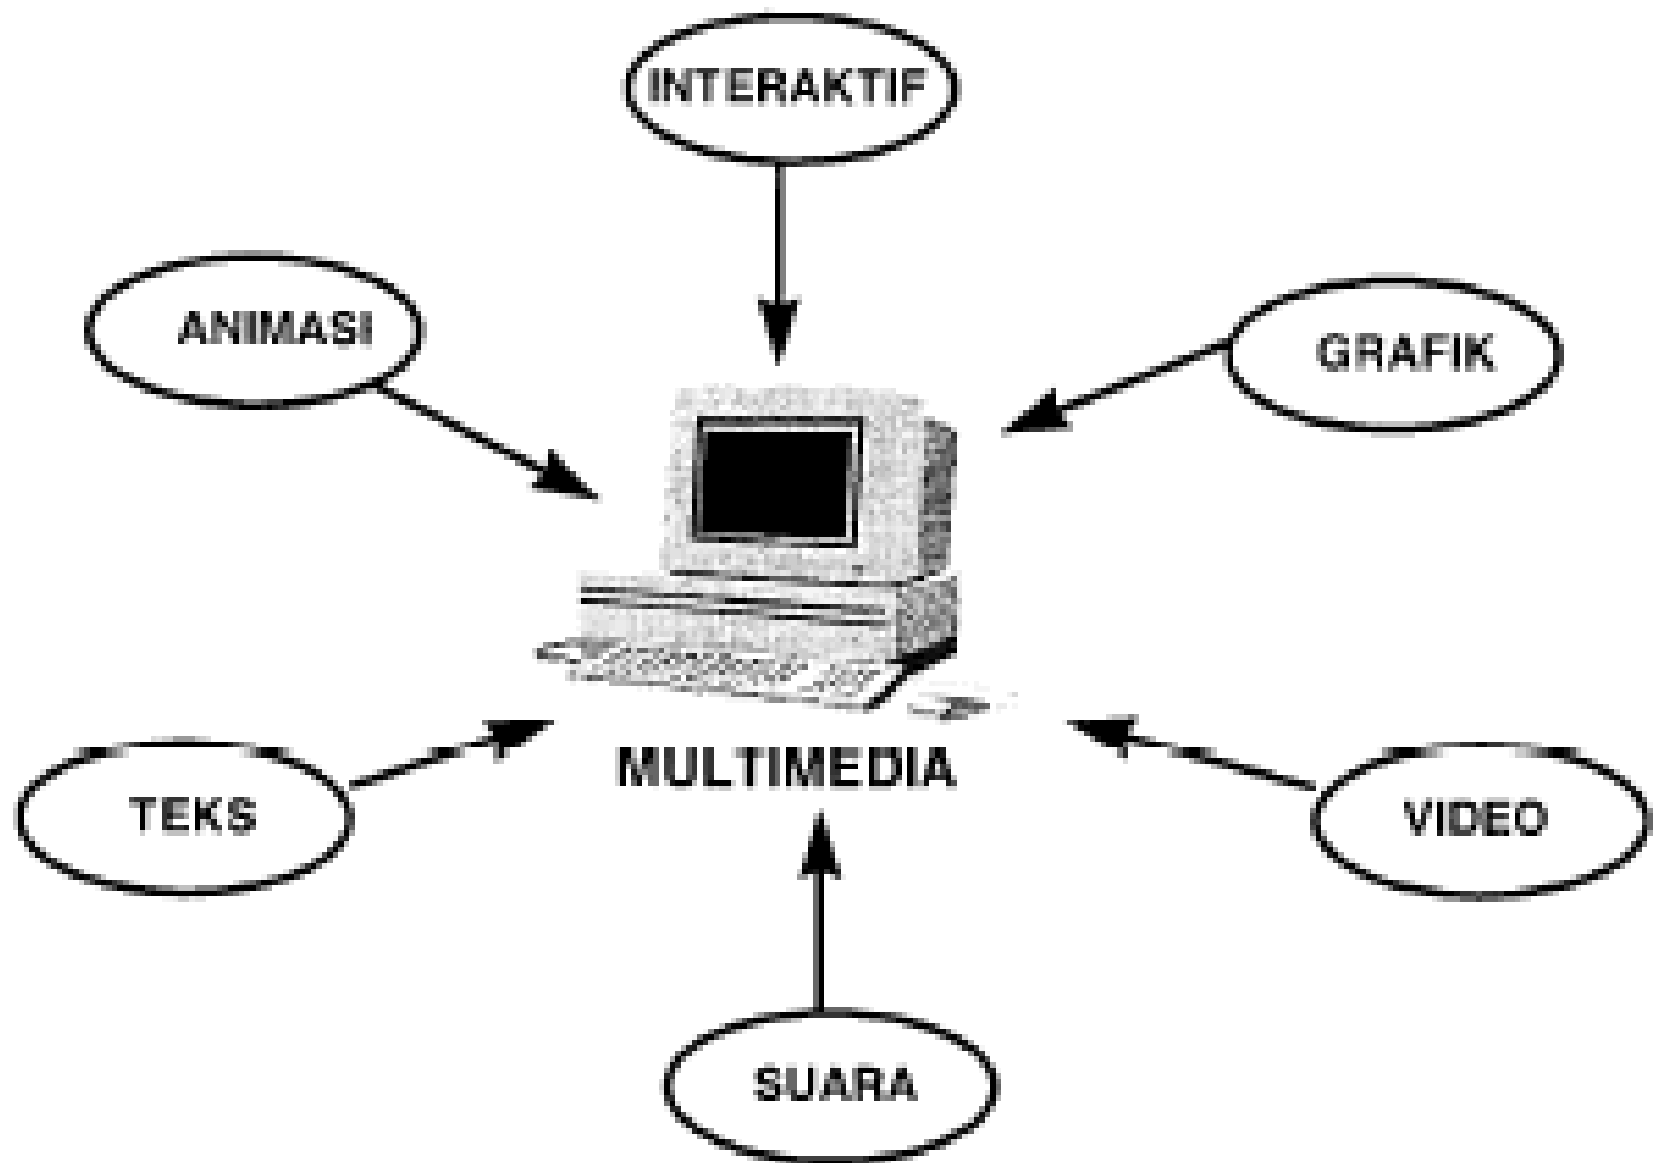 INTERAKTIF
ANIMASI
GRAFIK
MULTIMEDIA
TEKS
VIDEO
SUARA